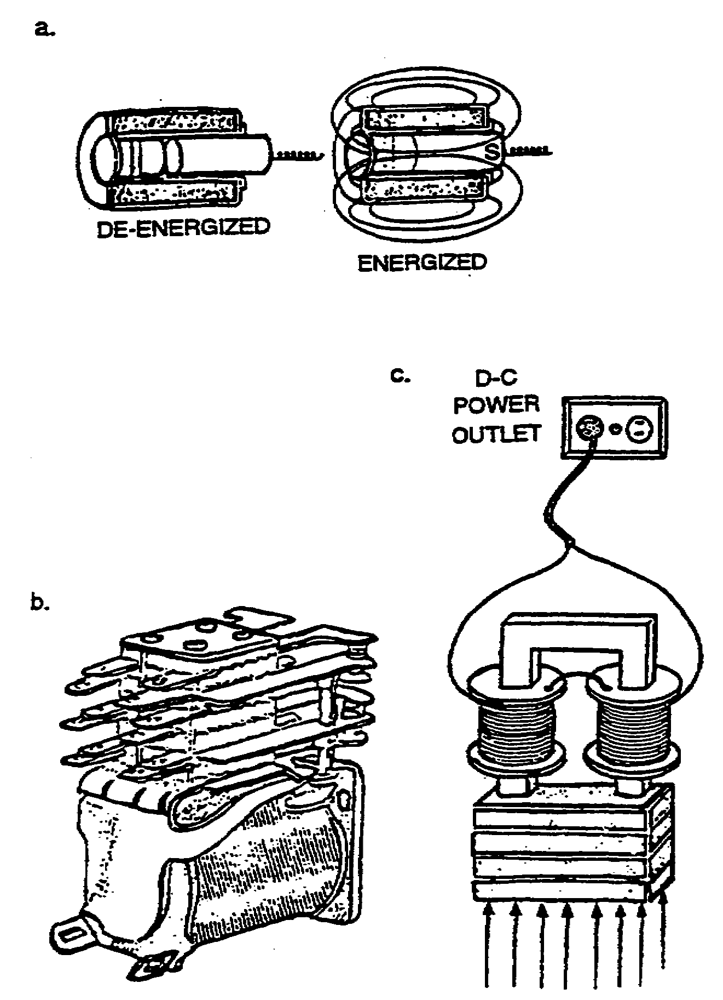 a.
S
DE-ENERGIZED
ENERGIZED
c.
D-C
POWER
OUTLET
b.